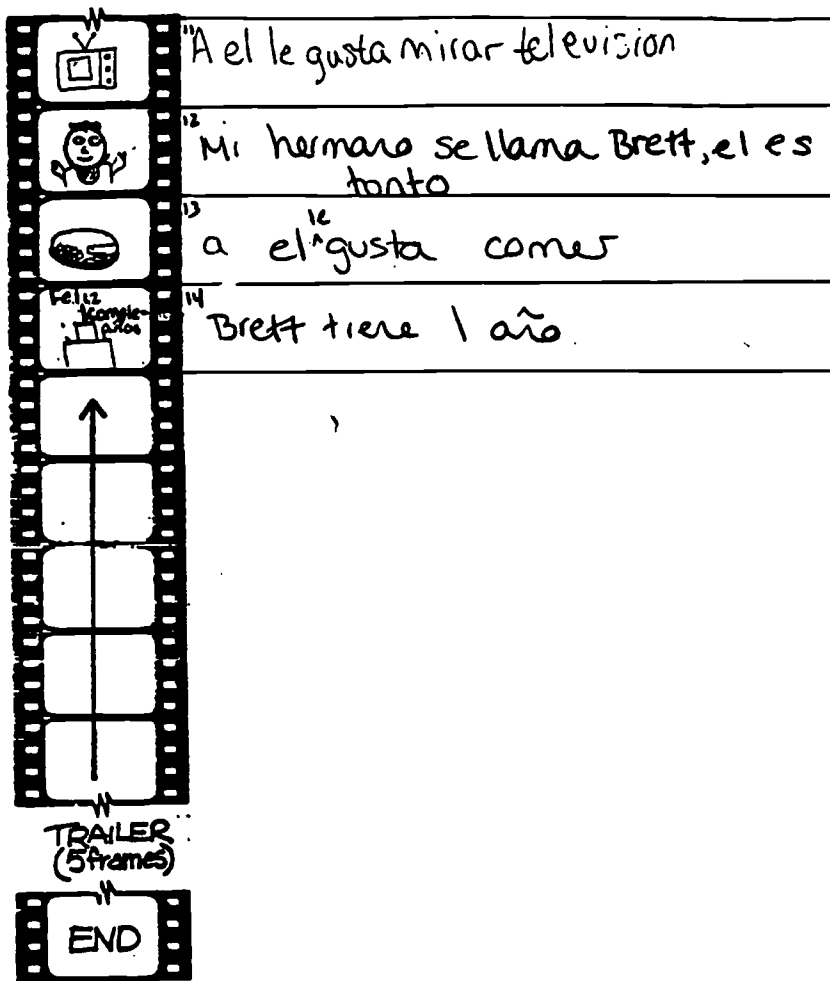 11 A el le gusta mirar television
12 Mi hermano se llama Brett, el es
tonto
13 a el le gusta comer
Feliz
cumple-
años
14 Brett tiene 1 año
TRAILER
(5 frames)
END